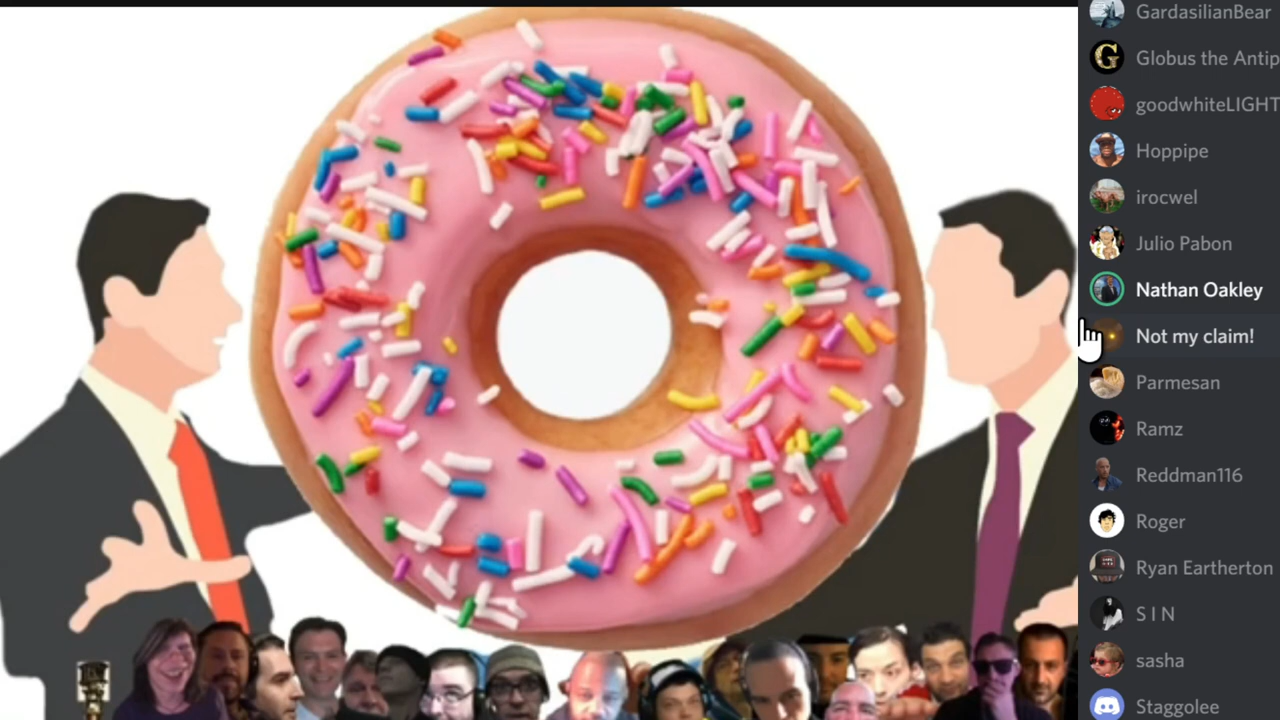 GardasilianBear
G
Globus the Antip
goodwhiteLIGHT
Hoppipe
irocwel
Julio Pabon
Nathan Oakley
Not my claim!
Parmesan
Ramz
Reddman116
Roger
Ryan Eartherton
S I N
sasha
Staggolee